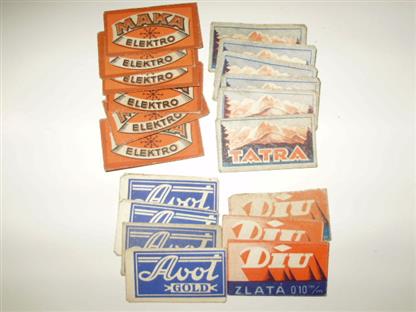 MAKA
ELEKTRO
ELEKTRO
ELEKTRO
ELEKTRO
ELEKTRO
ELEKTRO
TATRA
Avol
Avol
Avol
Avol
GOLD
Diu
Diu
Diu
ZLATÁ 0.10 m/m